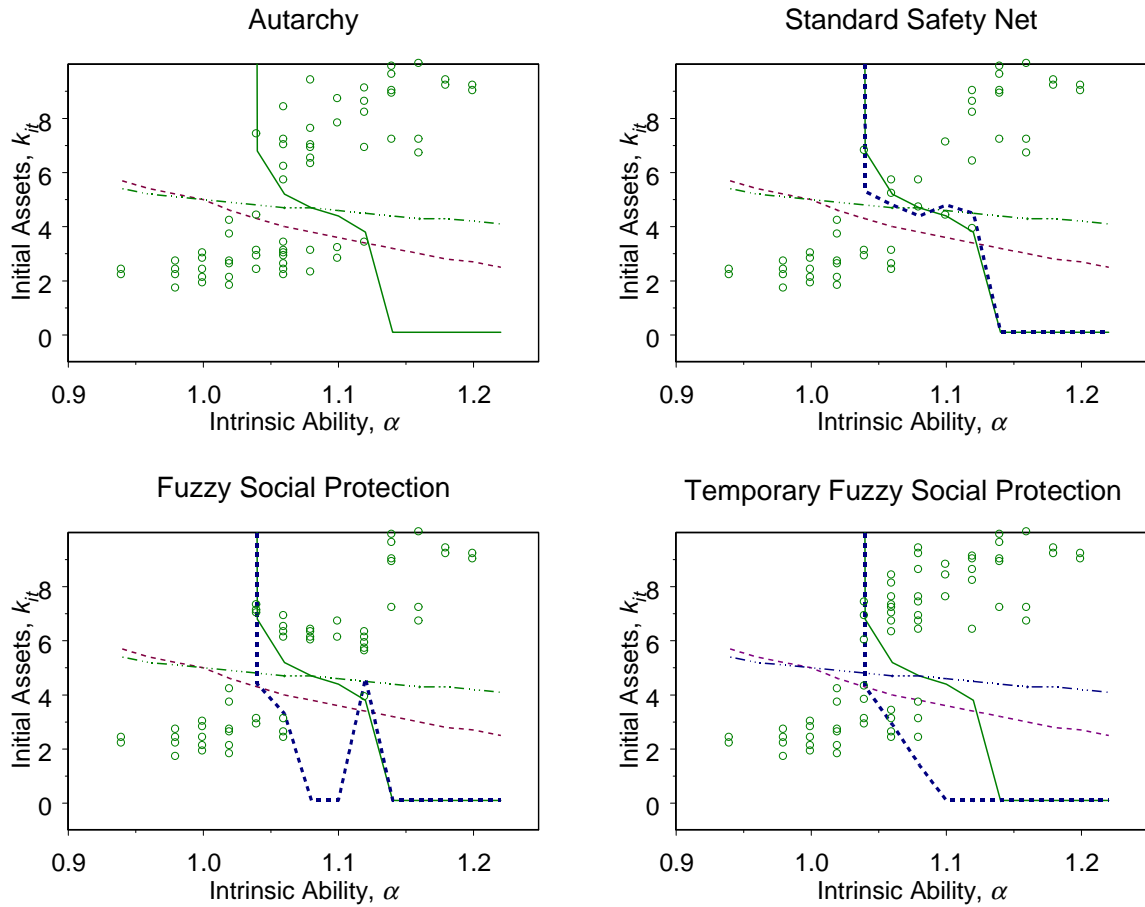 Autarchy
Initial Assets, kit
8
6
4
2
0
0.9 1.0 1.1 1.2
Intrinsic Ability, α
Standard Safety Net
Initial Assets, kit
8
6
4
2
0
0.9 1.0 1.1 1.2
Intrinsic Ability, α
Fuzzy Social Protection
Initial Assets, kit
8
6
4
2
0
0.9 1.0 1.1 1.2
Intrinsic Ability, α
Temporary Fuzzy Social Protection
Initial Assets, kit
8
6
4
2
0
0.9 1.0 1.1 1.2
Intrinsic Ability, α